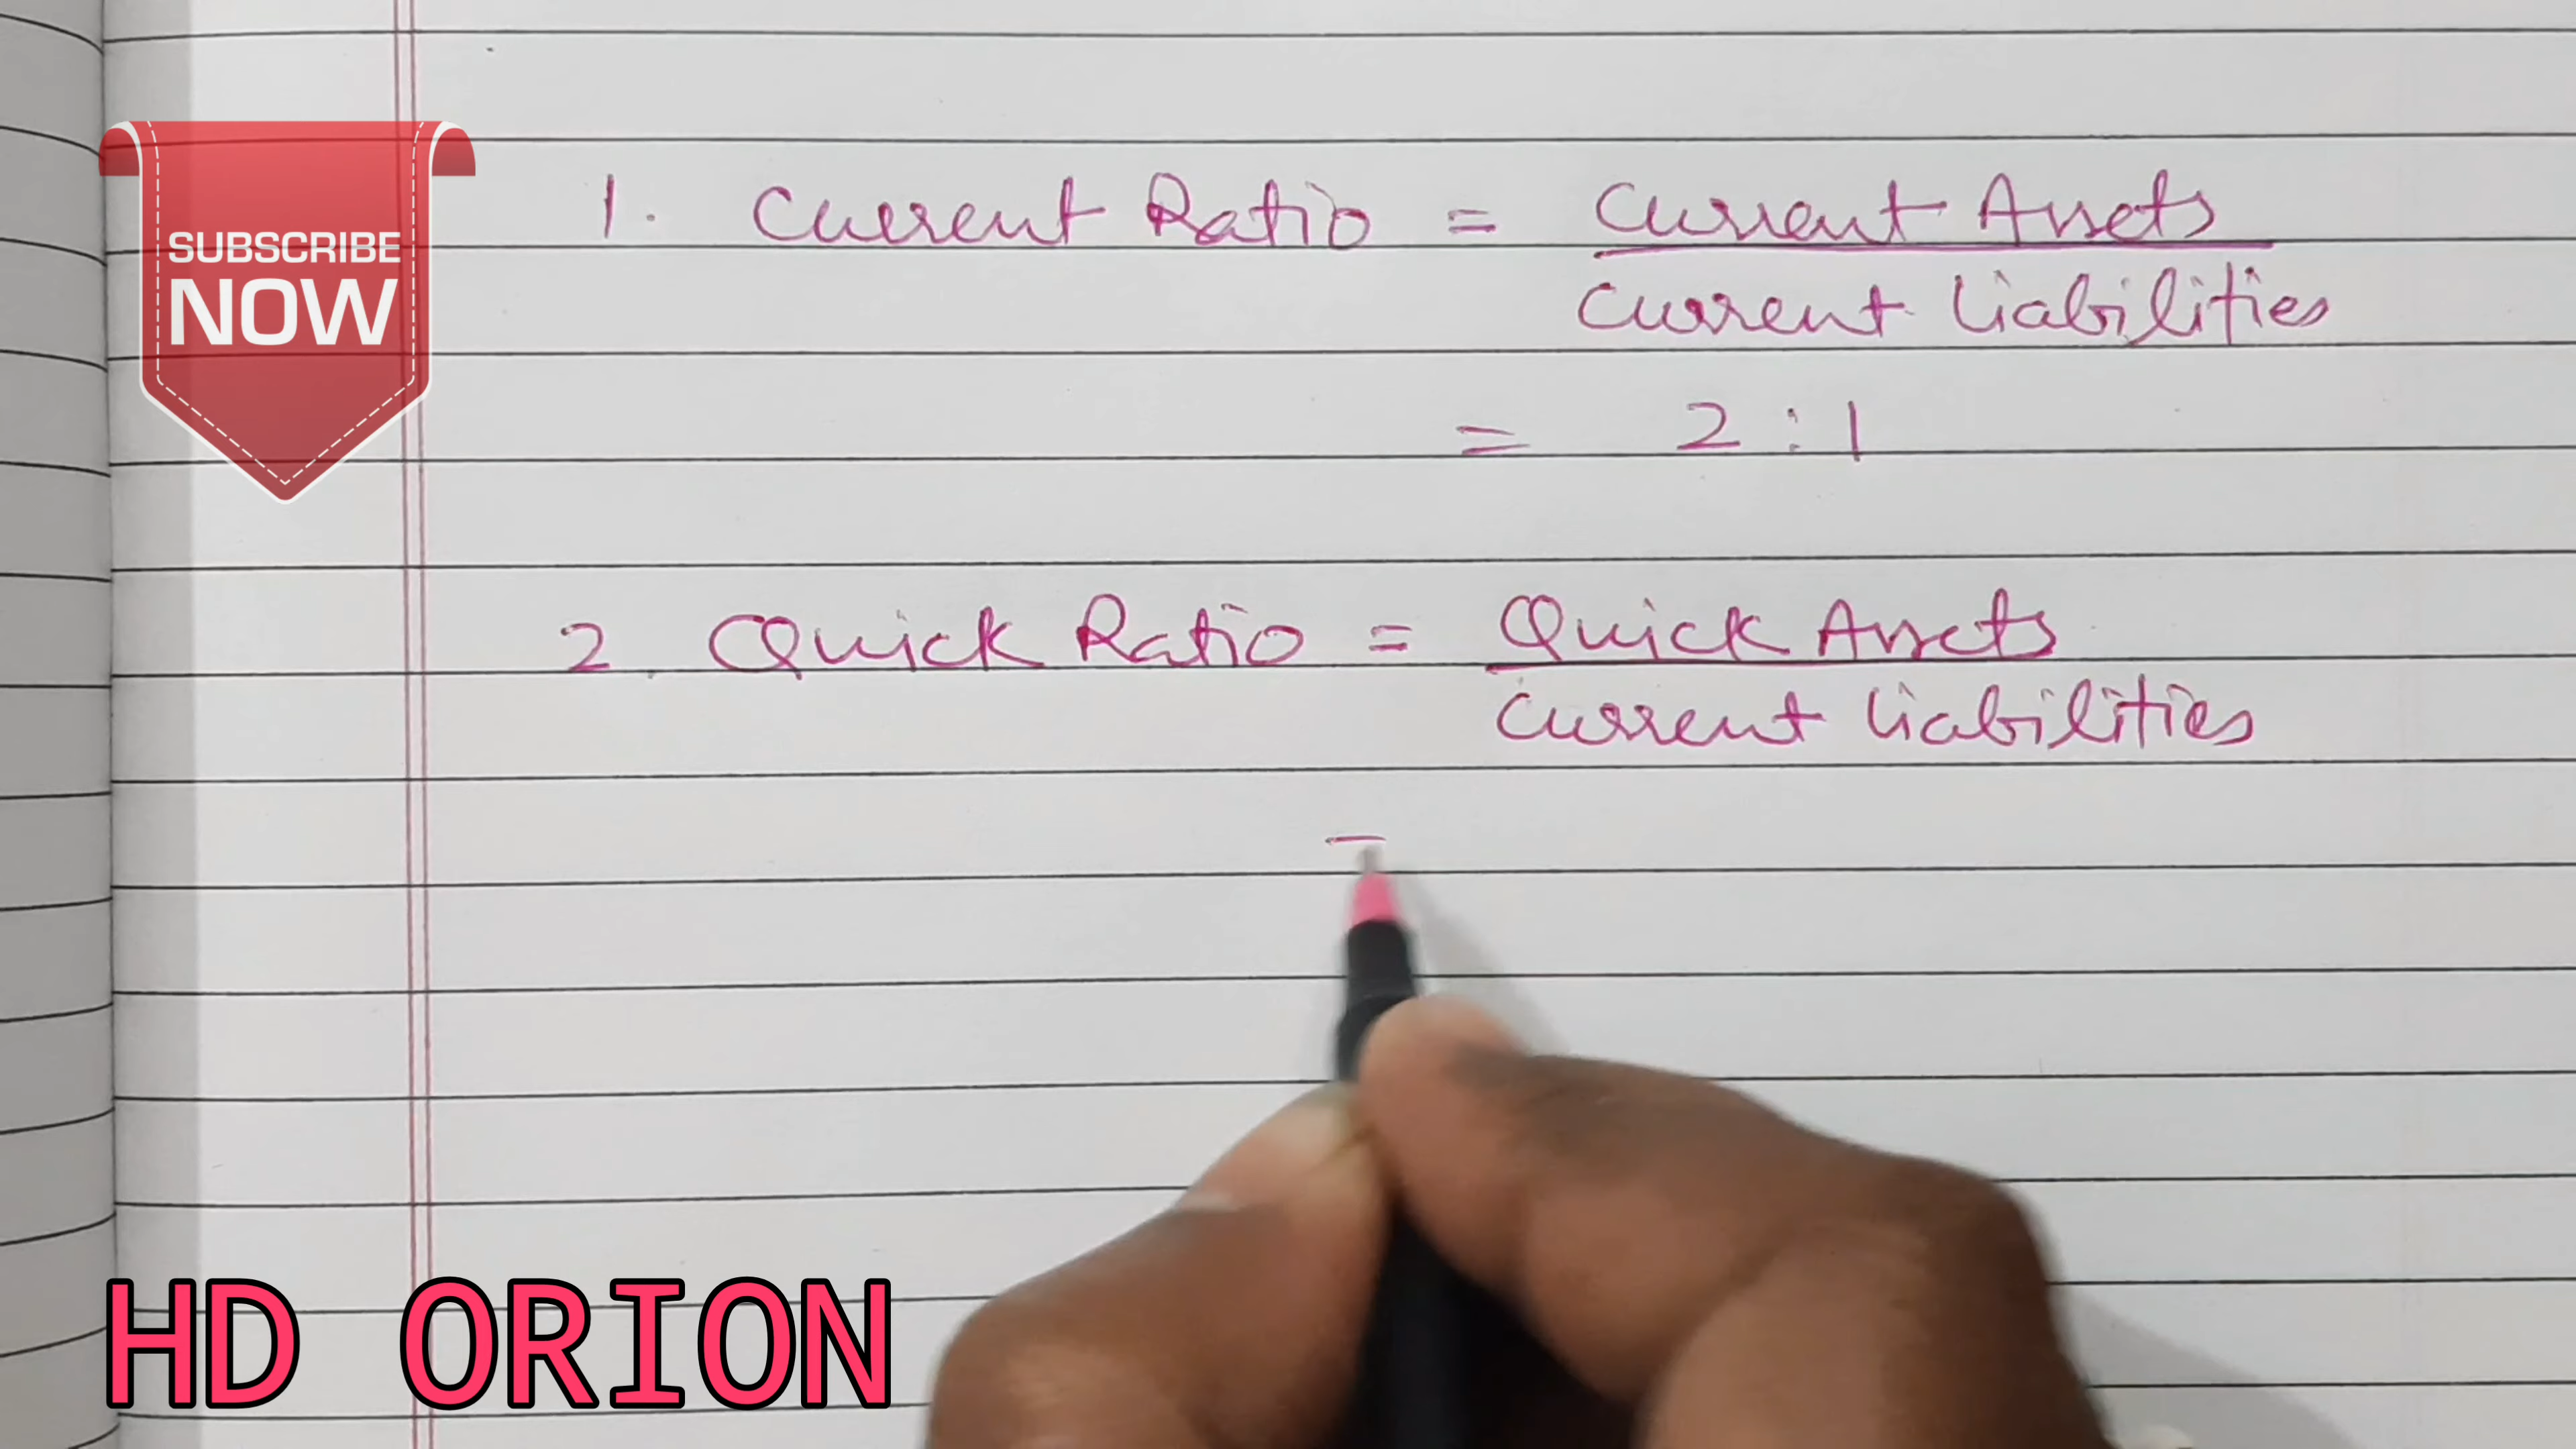 SUBSCRIBE
NOW
1. Current Ratio = Current Assets
Current Liabilities
= 2 : 1
2. Quick Ratio = Quick Assets
Current Liabilities
HD ORION